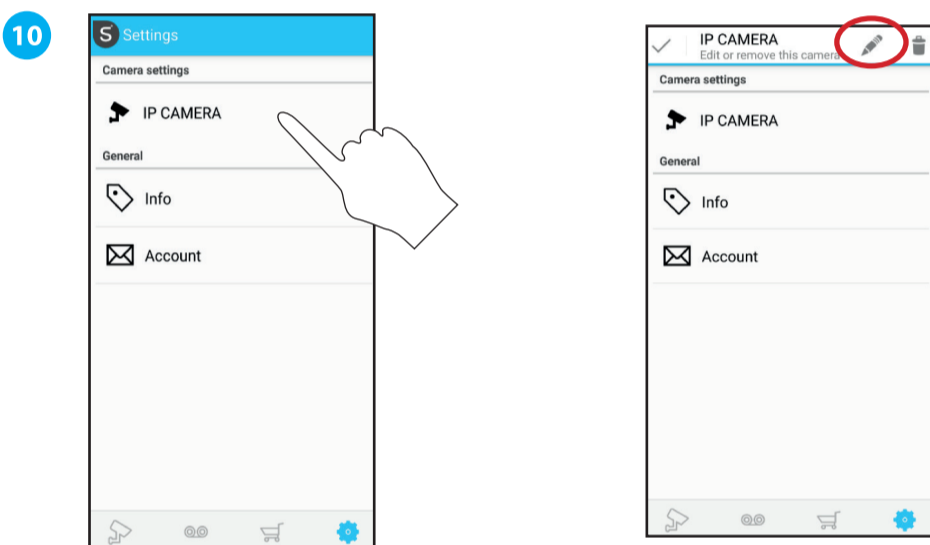 10
S Settings
Camera settings
IP CAMERA
General
Info
Account
IP CAMERA
Edit or remove this camera
Camera settings
IP CAMERA
General
Info
Account